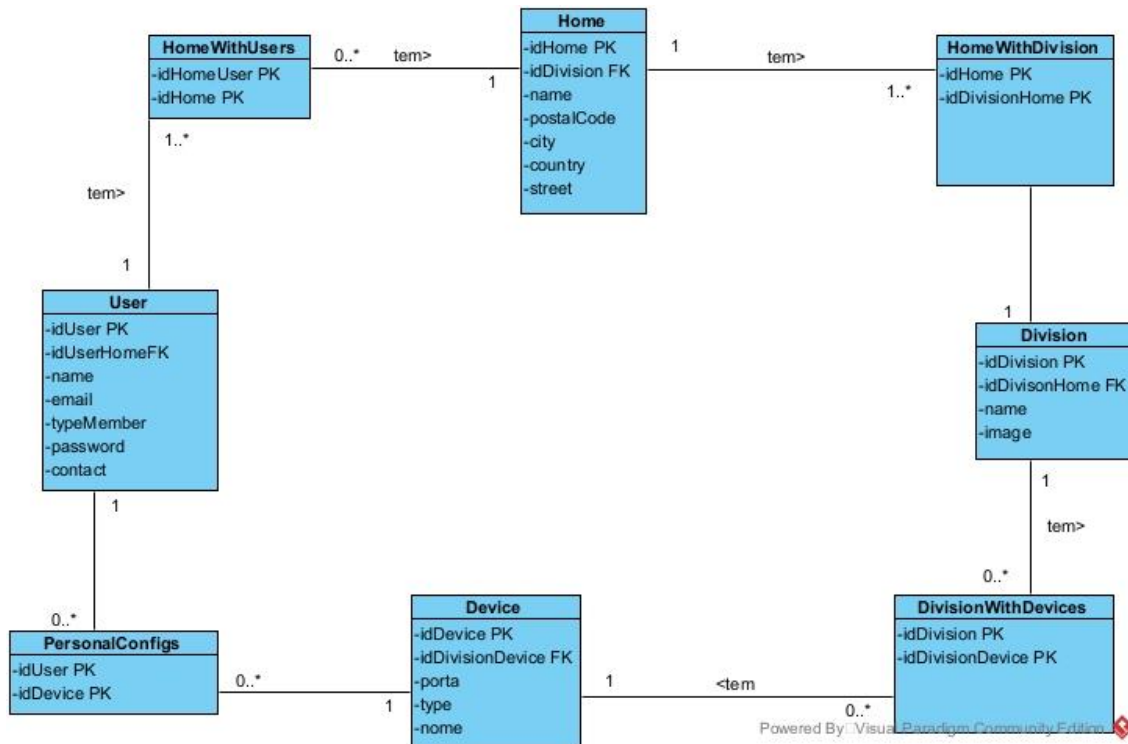 Home
-idHome PK
-idDivision FK
-name
-postalCode
-city
-country
-street
HomeWithUsers
-idHomeUser PK
-idHome PK
0..*
tem>
1
1
tem>
1..*
HomeWithDivision
-idHome PK
-idDivisionHome PK
1..*
tem>
1
User
-idUser PK
-idUserHomeFK
-name
-email
-typeMember
-password
-contact
1
Division
-idDivision PK
-idDivisonHome FK
-name
-image
1
tem>
0..*
1
0..*
PersonalConfigs
-idUser PK
-idDevice PK
0..*
1
Device
-idDevice PK
-idDivisionDevice FK
-porta
-type
-nome
1
<tem
0..*
DivisionWithDevices
-idDivision PK
-idDivisionDevice PK
Powered By Visual Paradigm Community Edition